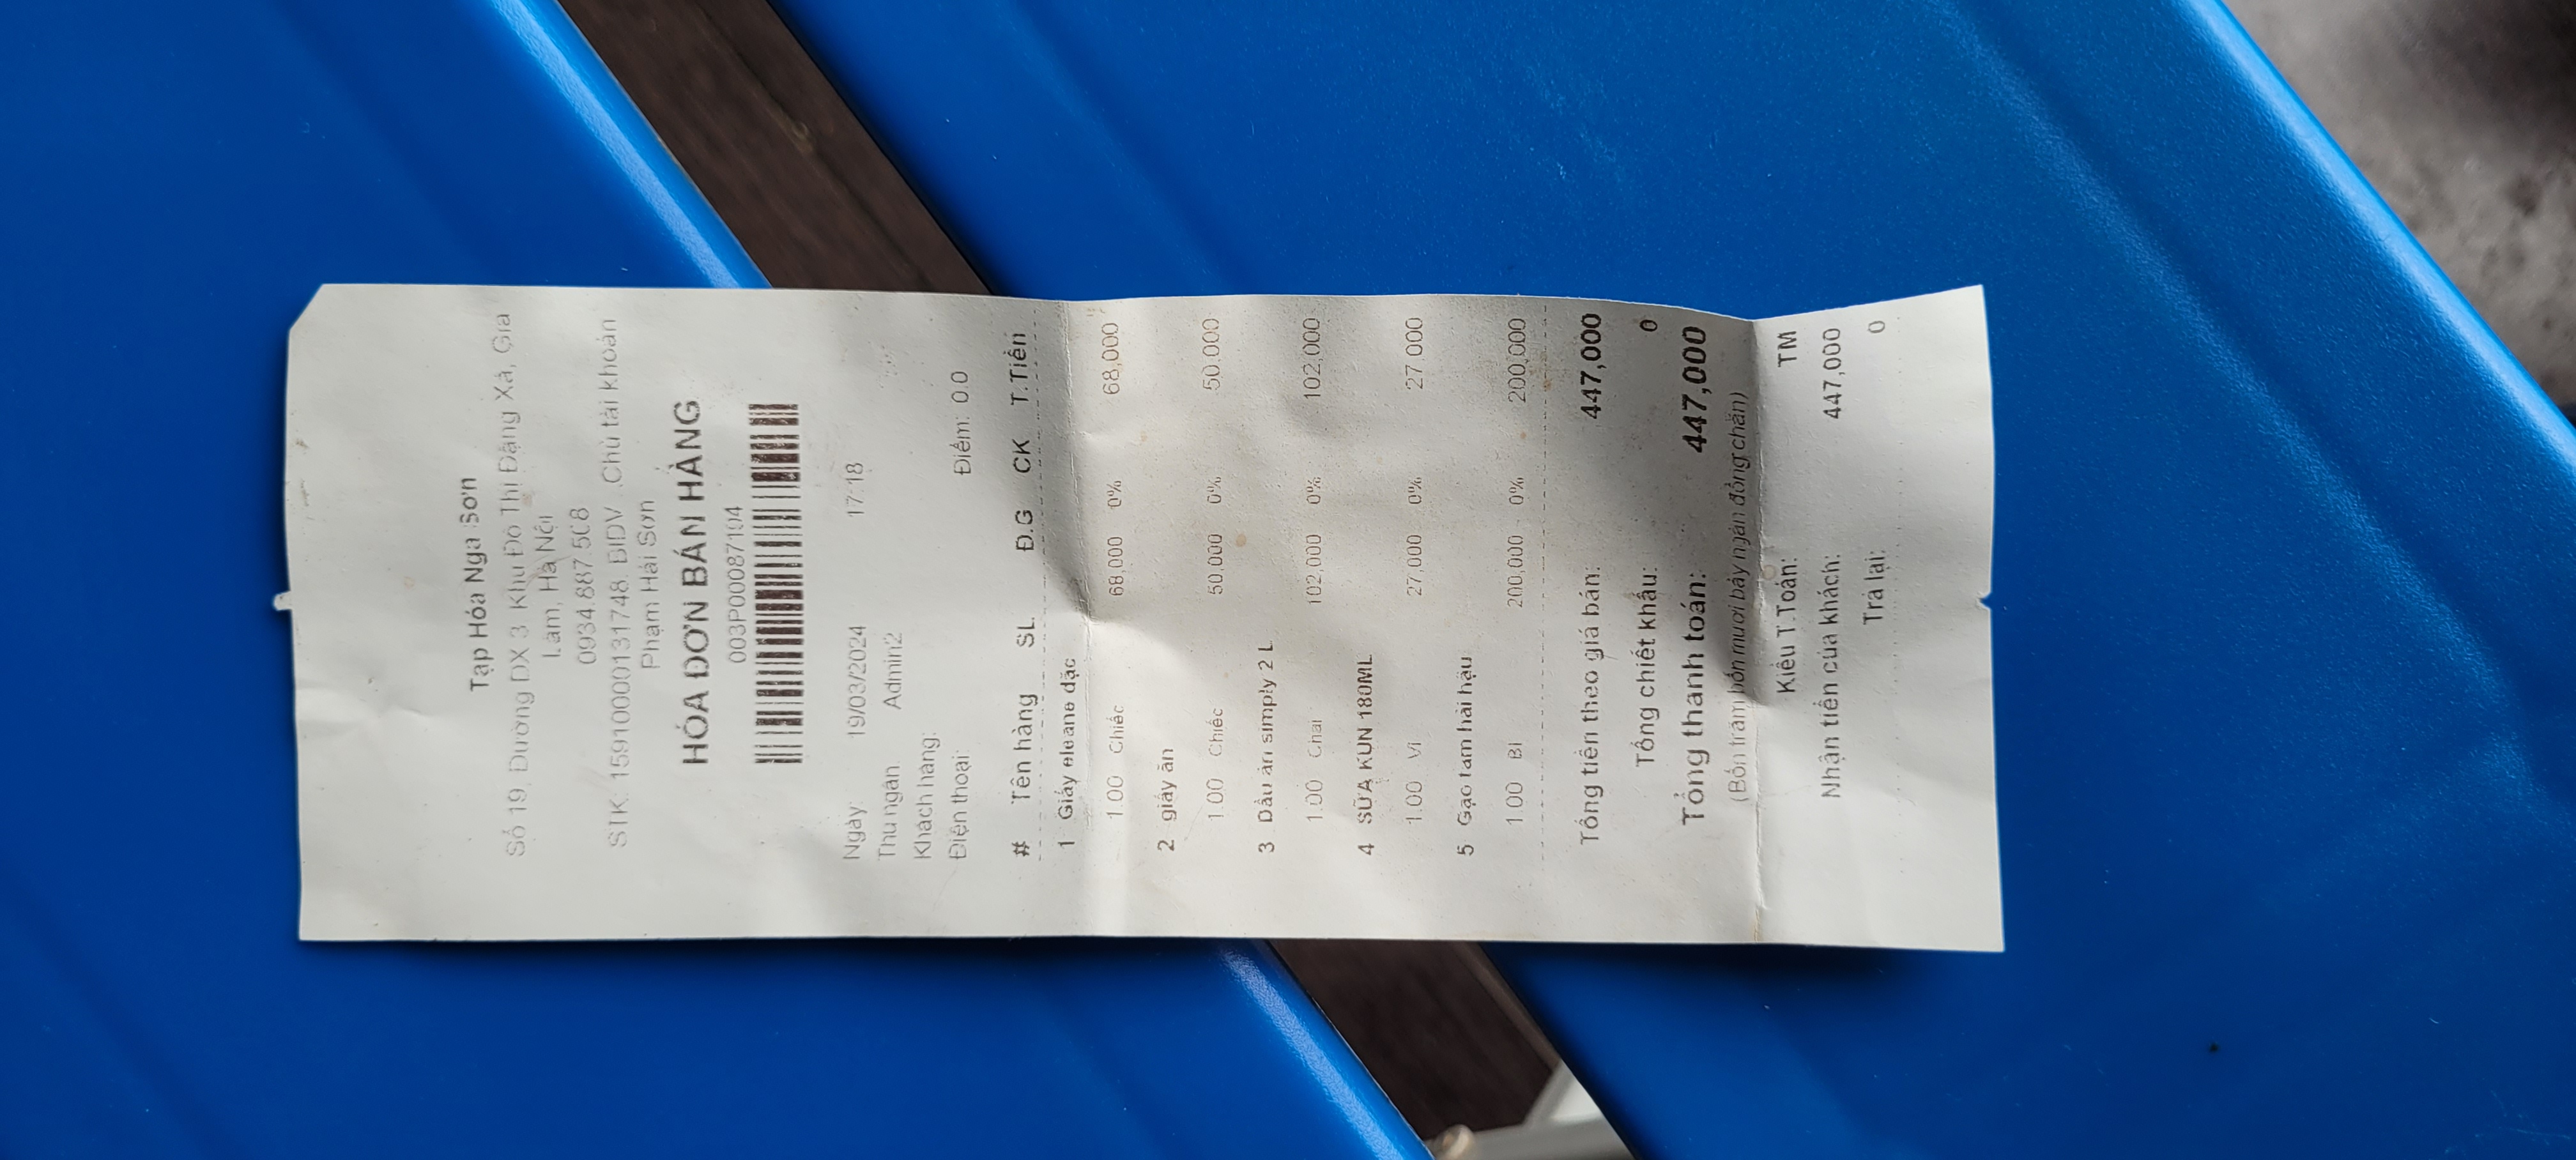 Tạp Hóa Nga Sơn
Số 19, Đường DX 3 Khu Đô Thị Đặng Xá, Gia
Lâm, Hà Nội
0934.887.508
STK: 15910000131748. BIDV .Chủ tài khoản
Phạm Hải Sơn
HÓA ĐƠN BÁN HÀNG
003P00087194
Ngày: 19/03/2024 17:18
Thu ngân: Admin2
Khách hàng:
Điện thoại: Điểm: 0.0
# Tên hàng SL Đ.G CK T.Tiền
1 Giấy eleane đặc
1.00 Chiếc 68,000 0% 68,000
2 giấy ăn
1.00 Chiếc 50,000 0% 50,000
3 Dầu ăn simply 2 L
1.00 Chai 102,000 0% 102,000
4 SỮA KUN 180ML
1.00 Vỉ 27,000 0% 27,000
5 Gạo tám hải hậu
1.00 BI 200,000 0% 200,000
Tổng tiền theo giá bán: 447,000
Tổng chiết khấu: 0
Tổng thanh toán: 447,000
(Bốn trăm bốn mươi bảy ngàn đồng chẵn)
Kiểu T.Toán: TM
Nhận tiền của khách: 447,000
Trả lại: 0